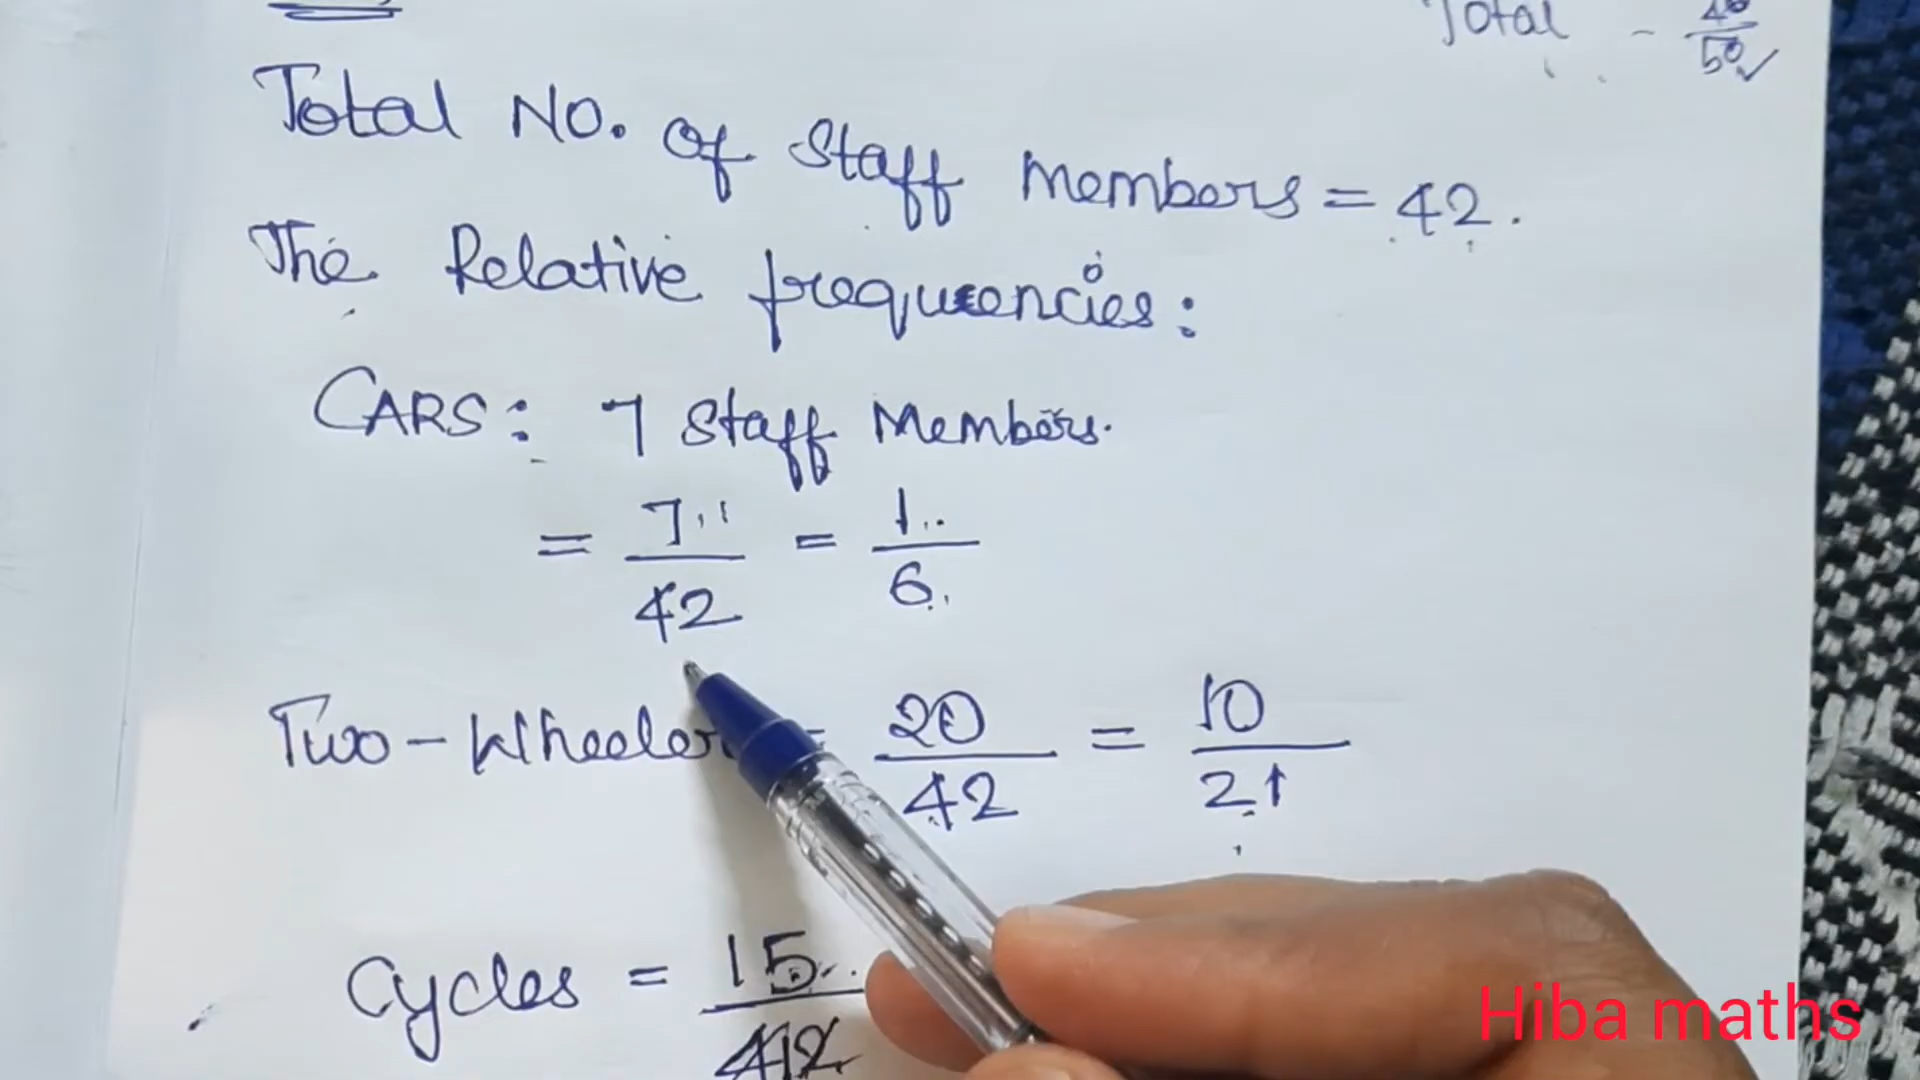 Total - 
50
Total No. of Staff Members = 42.
The Relative frequencies:
CARS: 7 Staff Members.
= 7/42 = 1/6
Two-Wheeler = 20/42 = 10/21
Cycles = 15/42
Hiba maths